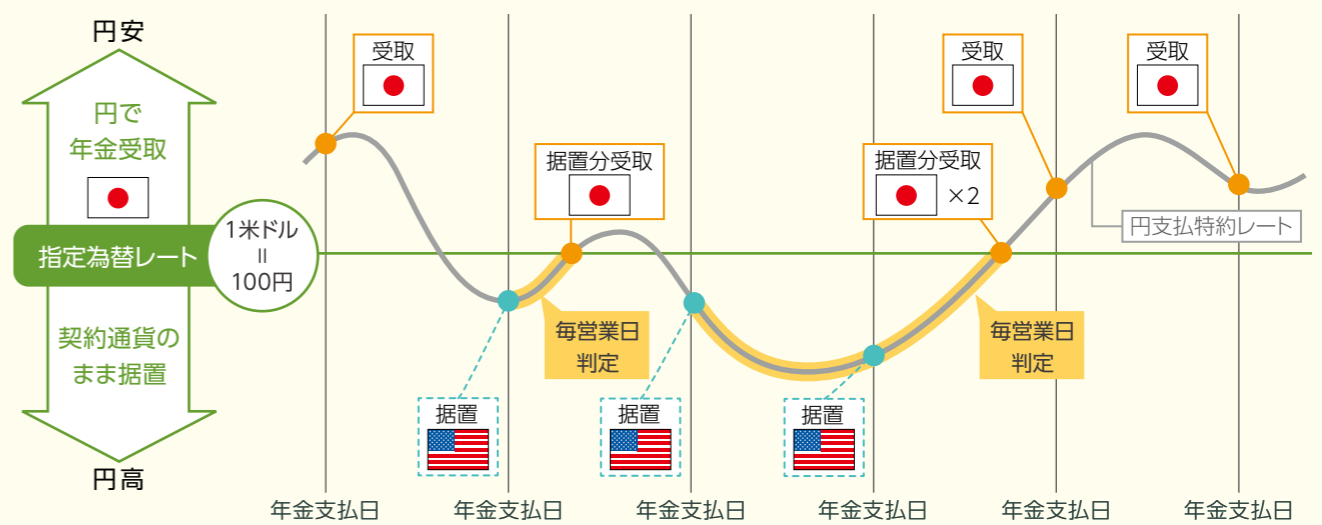 円安
円で
年金受取
指定為替レート
1米ドル
=
100円
契約通貨の
まま据置
円高
受取
据置分受取
毎営業日
判定
据置
据置
据置分受取
×2
据置
毎営業日
判定
受取
受取
円支払特約レート
年金支払日
年金支払日
年金支払日
年金支払日
年金支払日
年金支払日